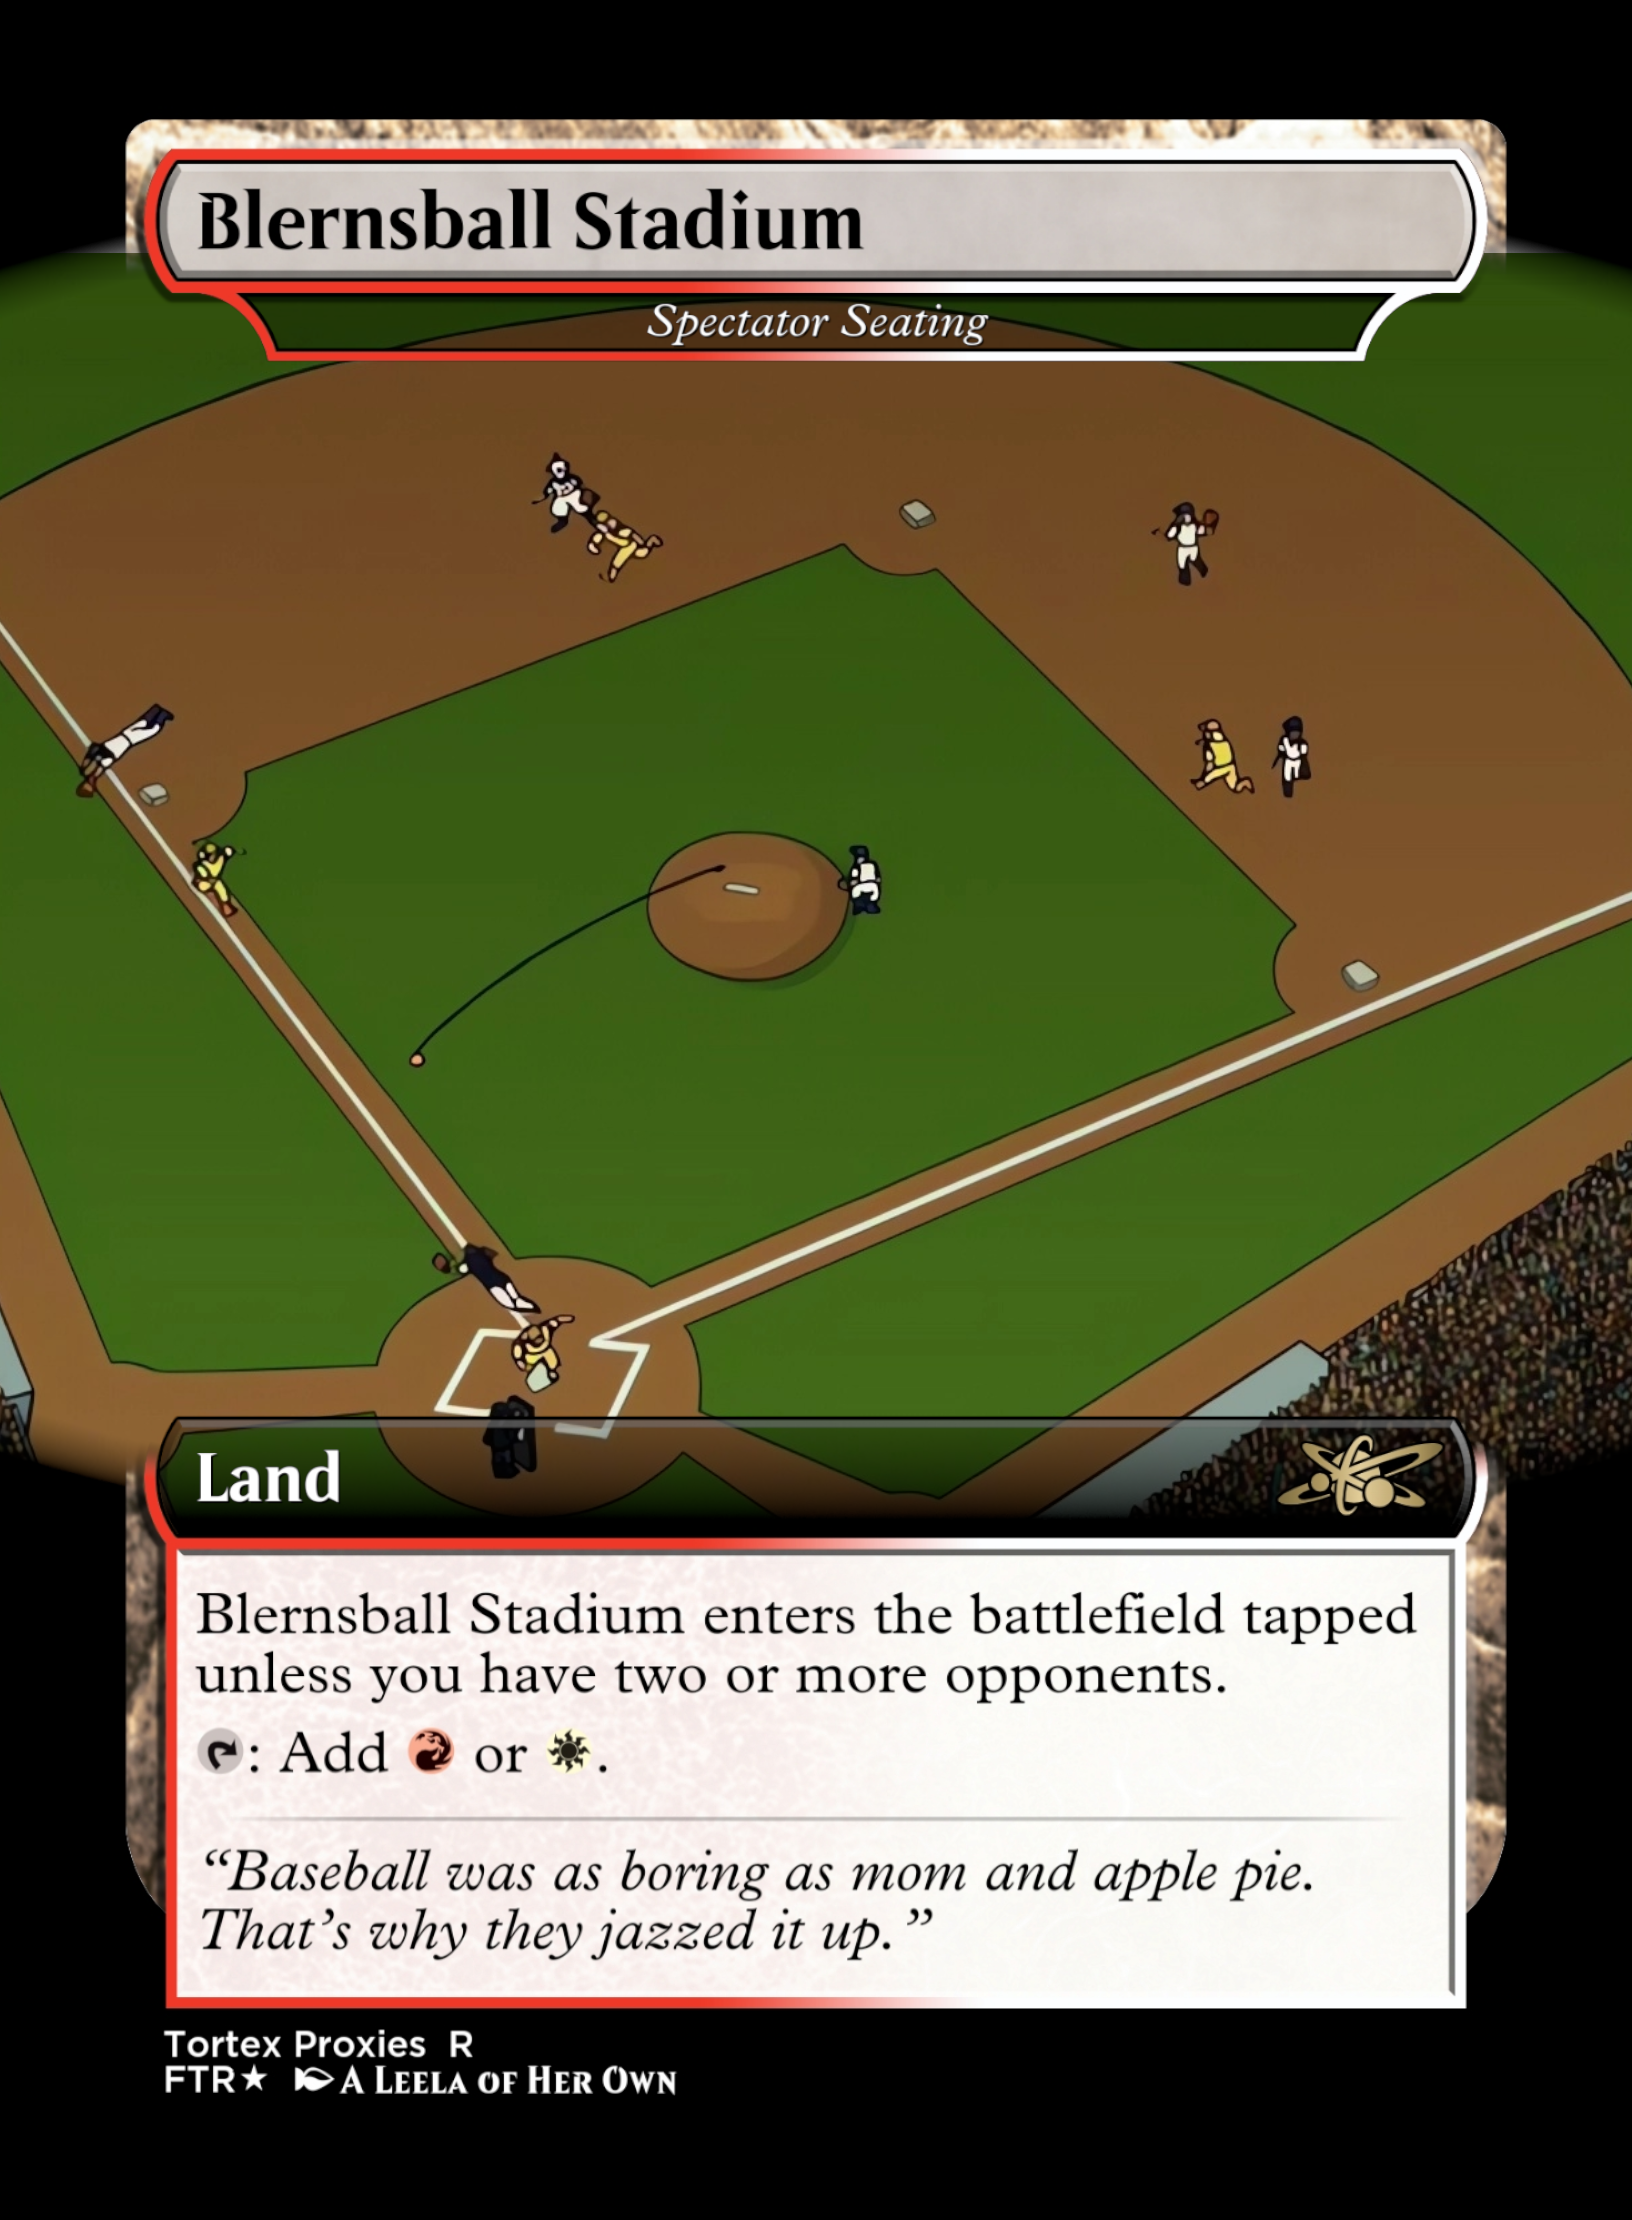 Blernsball Stadium
Spectator Seating
Land
Blernsball Stadium enters the battlefield tapped
unless you have two or more opponents.
: Add or .
“Baseball was as boring as mom and apple pie.
That’s why they jazzed it up.”
Tortex Proxies R
FTR★ A Leela of Her Own